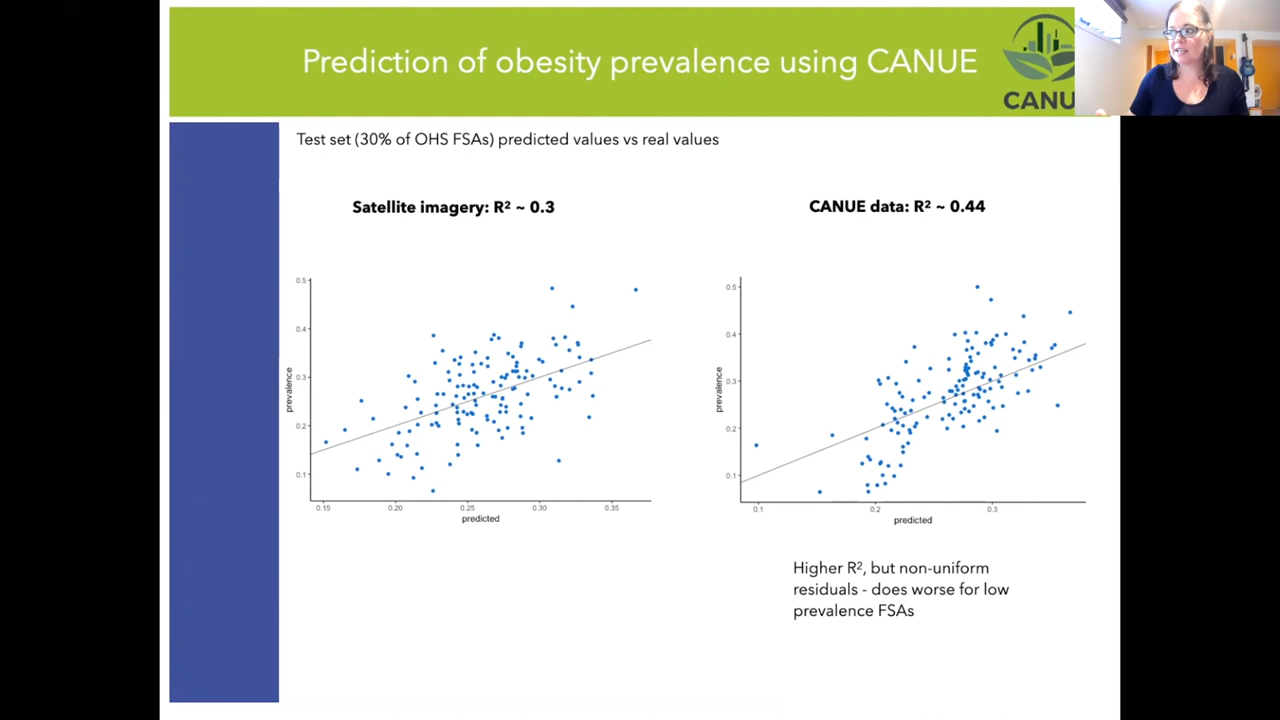 Prediction of obesity prevalence using CANUE
CANU
Test set (30% of OHS FSAs) predicted values vs real values
Satellite imagery: R² ~ 0.3
CANUE data: R² ~ 0.44
0.5
0.4
0.3
0.2
0.1
prevalence
0.15 0.20 0.25 0.30 0.35
predicted
0.5
0.4
0.3
0.2
0.1
prevalence
0.1 0.2 0.3
predicted
Higher R², but non-uniform
residuals - does worse for low
prevalence FSAs